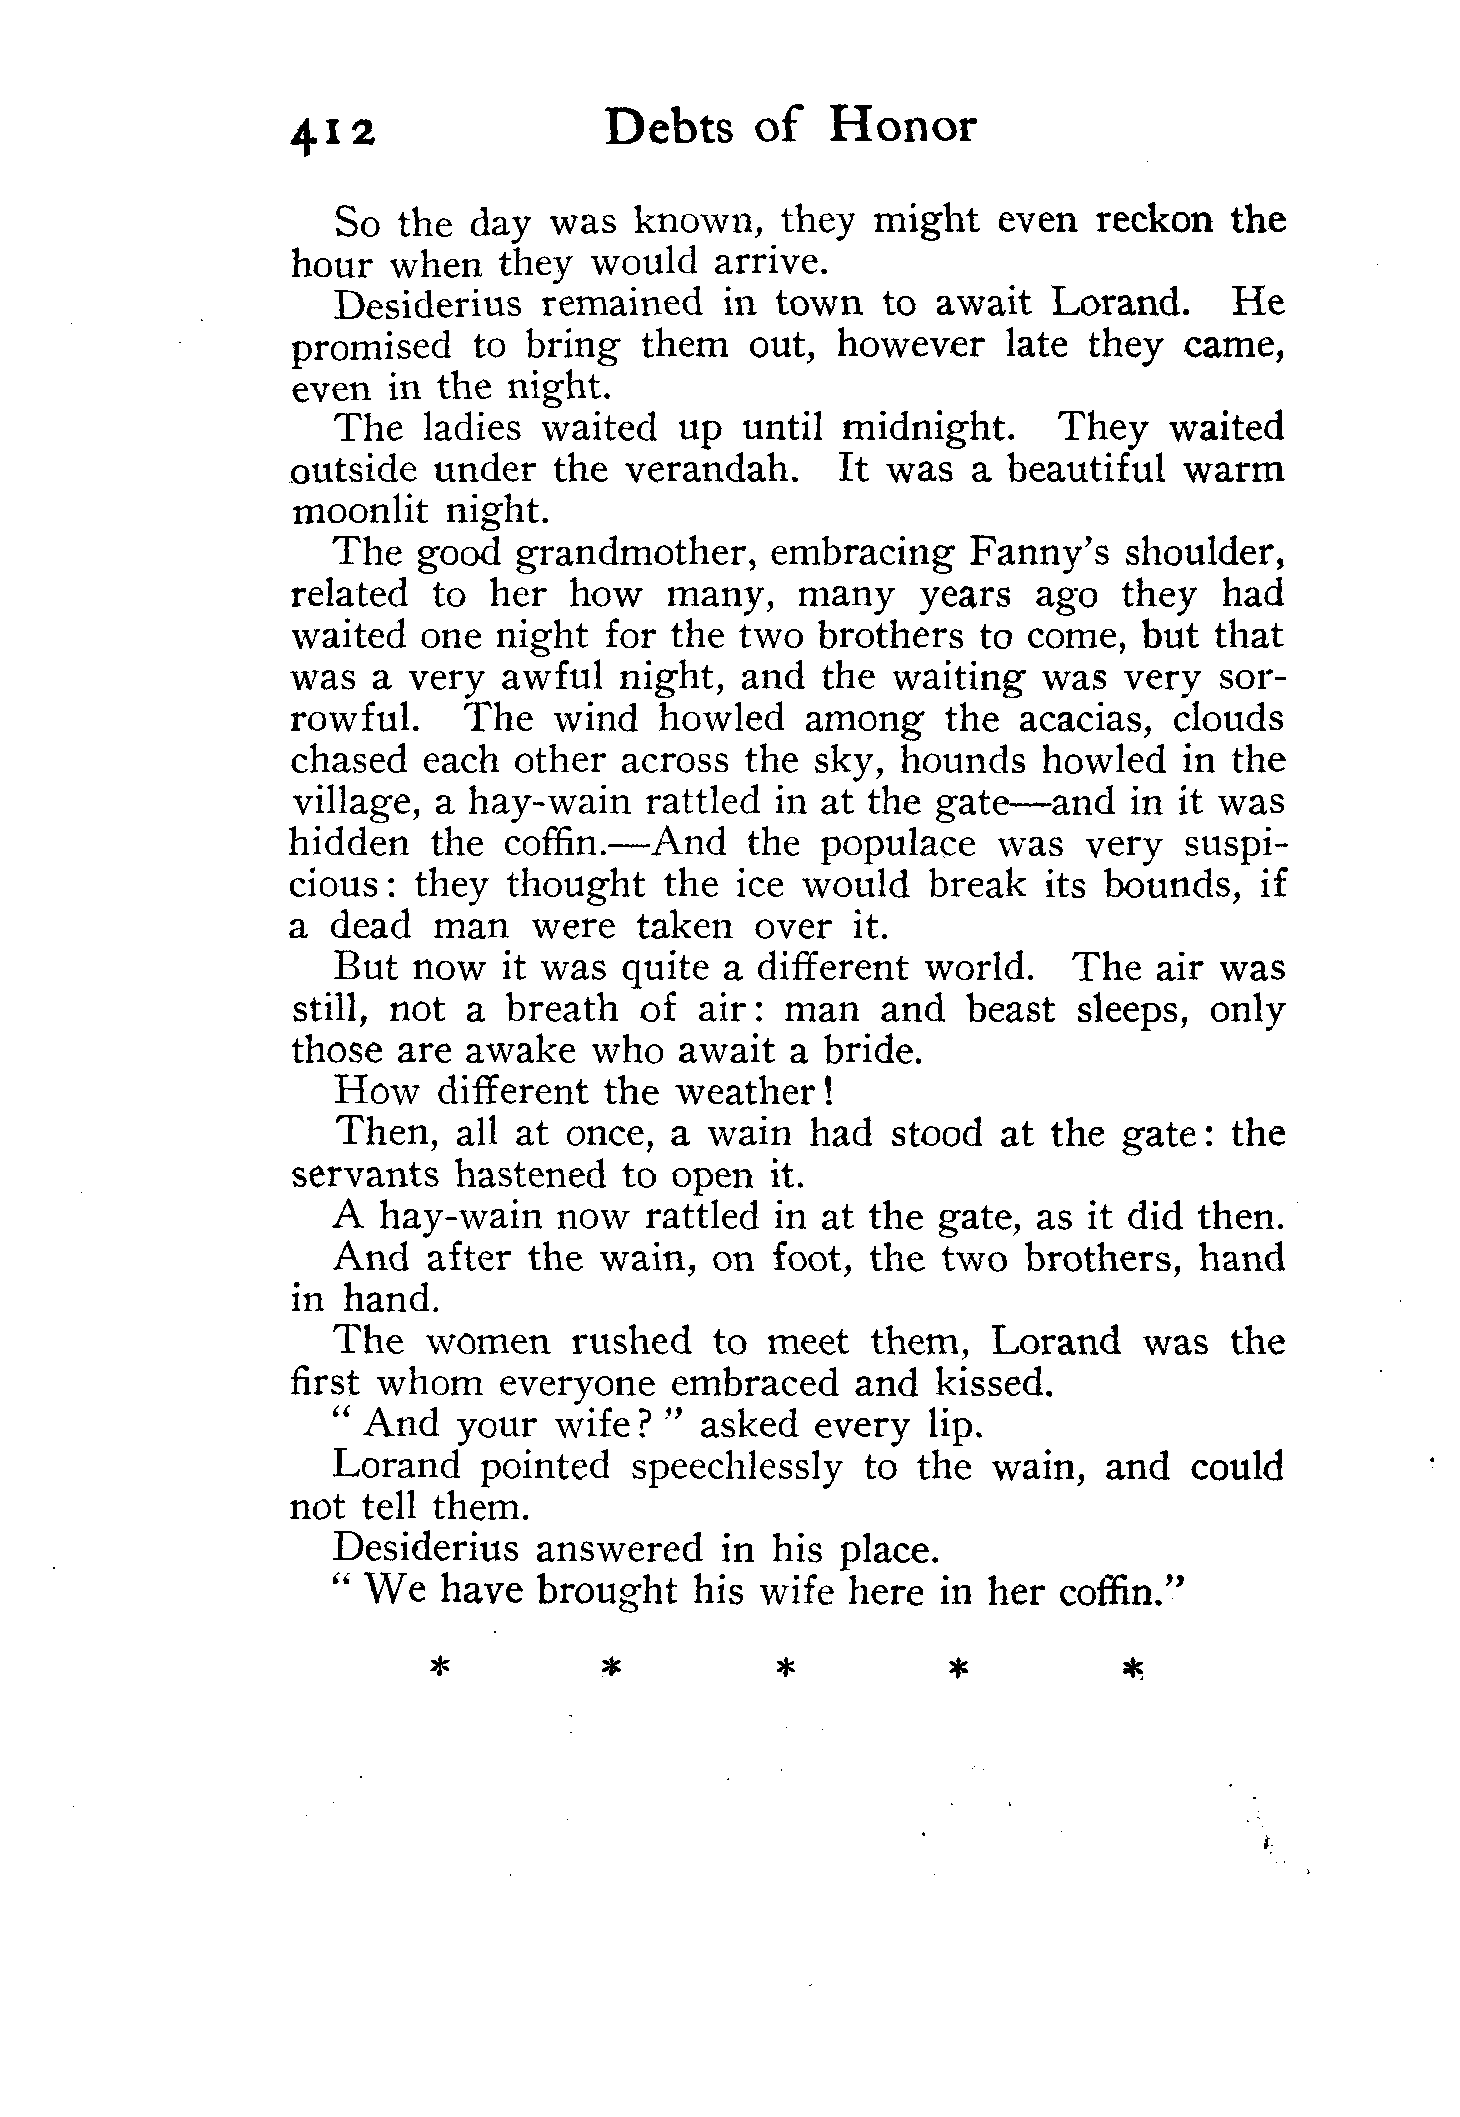 412 Debts of Honor
So the day was known, they might even reckon the
hour when they would arrive.
Desiderius remained in town to await Lorand. He
promised to bring them out, however late they came,
even in the night.
The ladies waited up until midnight. They waited
outside under the verandah. It was a beautiful warm
moonlit night.
The good grandmother, embracing Fanny's shoulder,
related to her how many, many years ago they had
waited one night for the two brothers to come, but that
was a very awful night, and the waiting was very sor-
rowful. The wind howled among the acacias, clouds
chased each other across the sky, hounds howled in the
village, a hay-wain rattled in at the gate—and in it was
hidden the coffin.—And the populace was very suspi-
cious: they thought the ice would break its bounds, if
a dead man were taken over it.
But now it was quite a different world. The air was
still, not a breath of air: man and beast sleeps, only
those are awake who await a bride.
How different the weather!
Then, all at once, a wain had stood at the gate: the
servants hastened to open it.
A hay-wain now rattled in at the gate, as it did then.
And after the wain, on foot, the two brothers, hand
in hand.
The women rushed to meet them, Lorand was the
first whom everyone embraced and kissed.
"And your wife?" asked every lip.
Lorand pointed speechlessly to the wain, and could
not tell them.
Desiderius answered in his place.
"We have brought his wife here in her coffin."
* * * * *